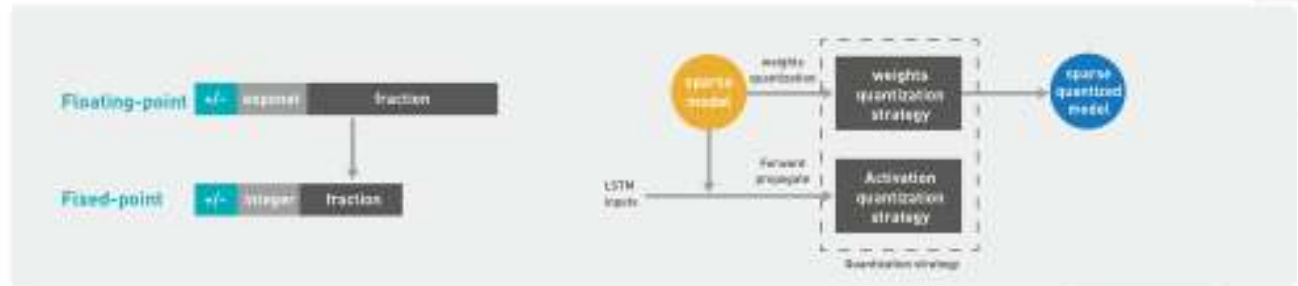 Floating-point
+/-
exponent
fraction
Fixed-point
+/-
integer
fraction
sparse
model
weights
quantization
weights
quantization
strategy
sparse
quantized
model
LSTM
inputs
Forward
propagate
Activation
quantization
strategy
Quantization strategy